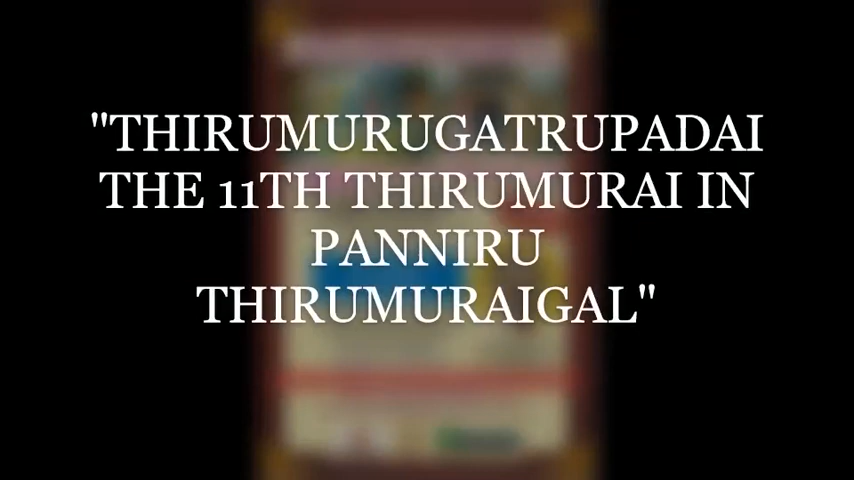 "THIRUMURUGATRUPADAI
THE 11TH THIRUMURAI IN
PANNIRU
THIRUMURAIGAL"